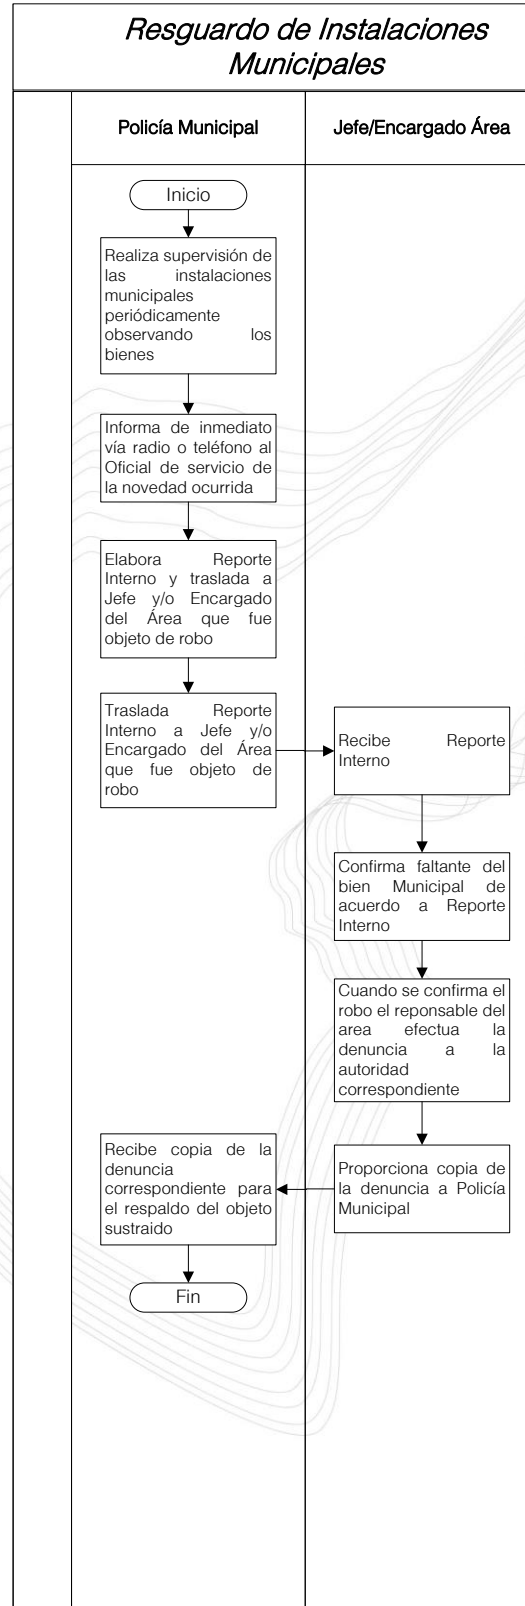 Resguardo de Instalaciones
Municipales
Policía Municipal
Jefe/Encargado Área
Inicio
Realiza supervisión de
las instalaciones
municipales
periódicamente
observando los
bienes
Informa de inmediato
vía radio o teléfono al
Oficial de servicio de
la novedad ocurrida
Elabora Reporte
Interno y traslada a
Jefe y/o Encargado
del Área que fue
objeto de robo
Traslada Reporte
Interno a Jefe y/o
Encargado del Área
que fue objeto de
robo
Recibe Reporte
Interno
Confirma faltante del
bien Municipal de
acuerdo a Reporte
Interno
Cuando se confirma el
robo el reponsable del
area efectua la
denuncia a la
autoridad
correspondiente
Proporciona copia de
la denuncia a Policía
Municipal
Recibe copia de la
denuncia
correspondiente para
el respaldo del objeto
sustraido
Fin